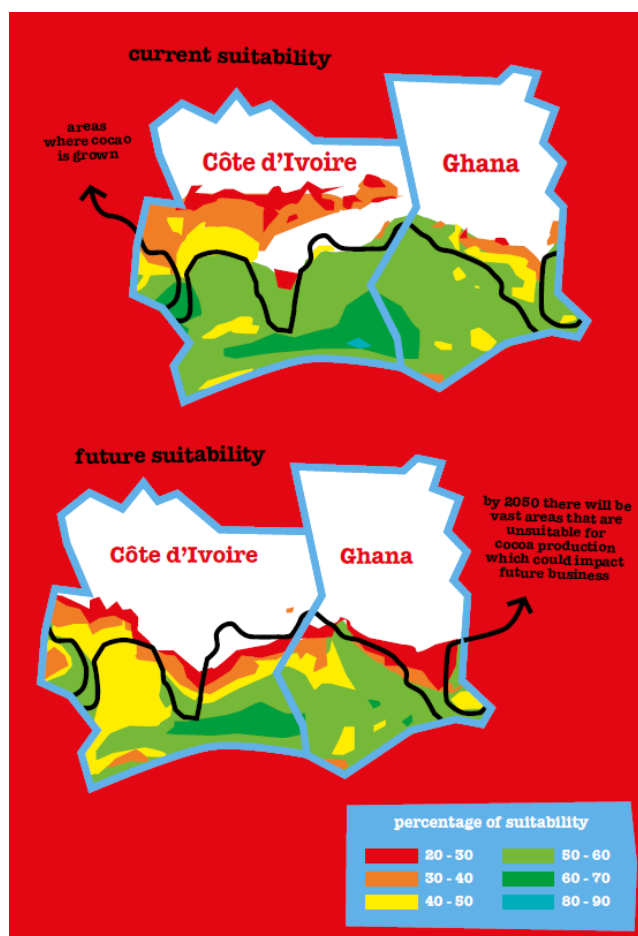 current suitability
areas
where cocao
is grown
Côte d'Ivoire
Ghana
future suitability
by 2050 there will be
vast areas that are
unsuitable for
cocoa production
which could impact
future business
Côte d'Ivoire
Ghana
percentage of suitability
20 - 30
50 - 60
30 - 40
60 - 70
40 - 50
80 - 90